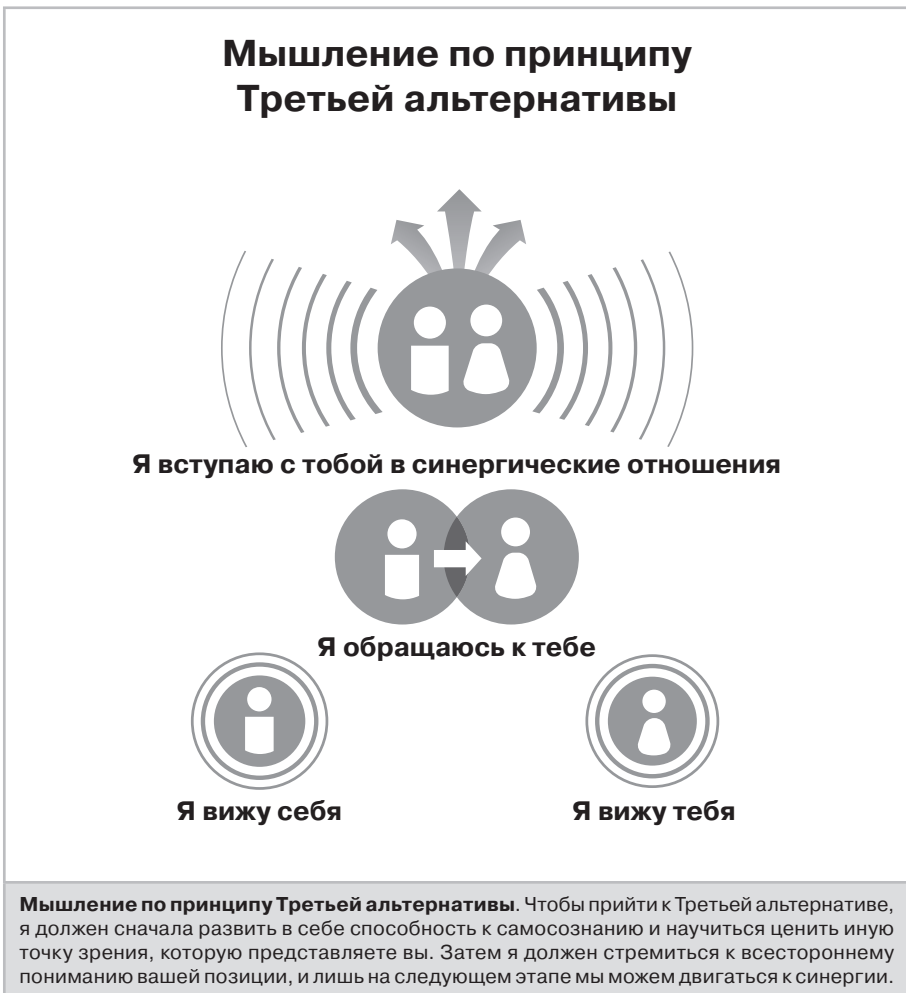 Мышление по принципу
Третьей альтернативы
Я вступаю с тобой в синергические отношения
Я обращаюсь к тебе
Я вижу себя
Я вижу тебя
Мышление по принципу Третьей альтернативы. Чтобы прийти к Третьей альтернативе,
я должен сначала развить в себе способность к самосознанию и научиться ценить иную
точку зрения, которую представляете вы. Затем я должен стремиться к всестороннему
пониманию вашей позиции, и лишь на следующем этапе мы можем двигаться к синергии.